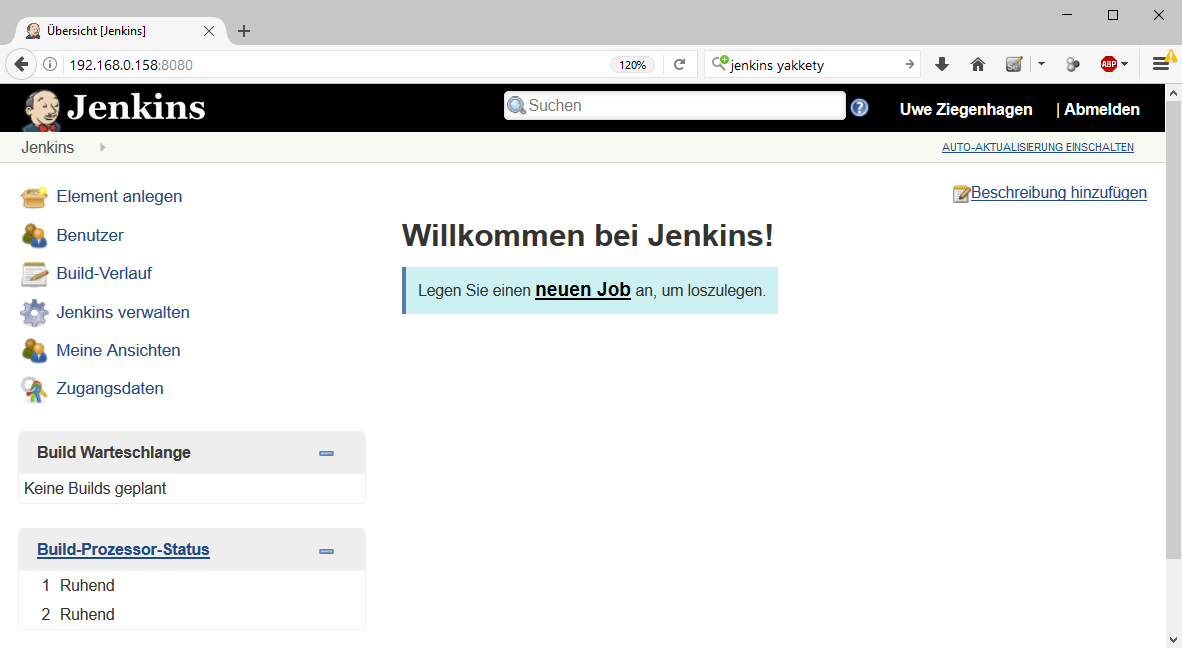 Übersicht [Jenkins]
192.168.0.158:8080
120%
jenkins yakkety
ABP
Jenkins
Suchen
?
Uwe Ziegenhagen
| Abmelden
Jenkins
AUTO-AKTUALISIERUNG EINSCHALTEN
Element anlegen
Benutzer
Build-Verlauf
Jenkins verwalten
Meine Ansichten
Zugangsdaten
Beschreibung hinzufügen
Willkommen bei Jenkins!
Legen Sie einen neuen Job an, um loszulegen.
Build Warteschlange
Keine Builds geplant
Build-Prozessor-Status
1 Ruhend
2 Ruhend